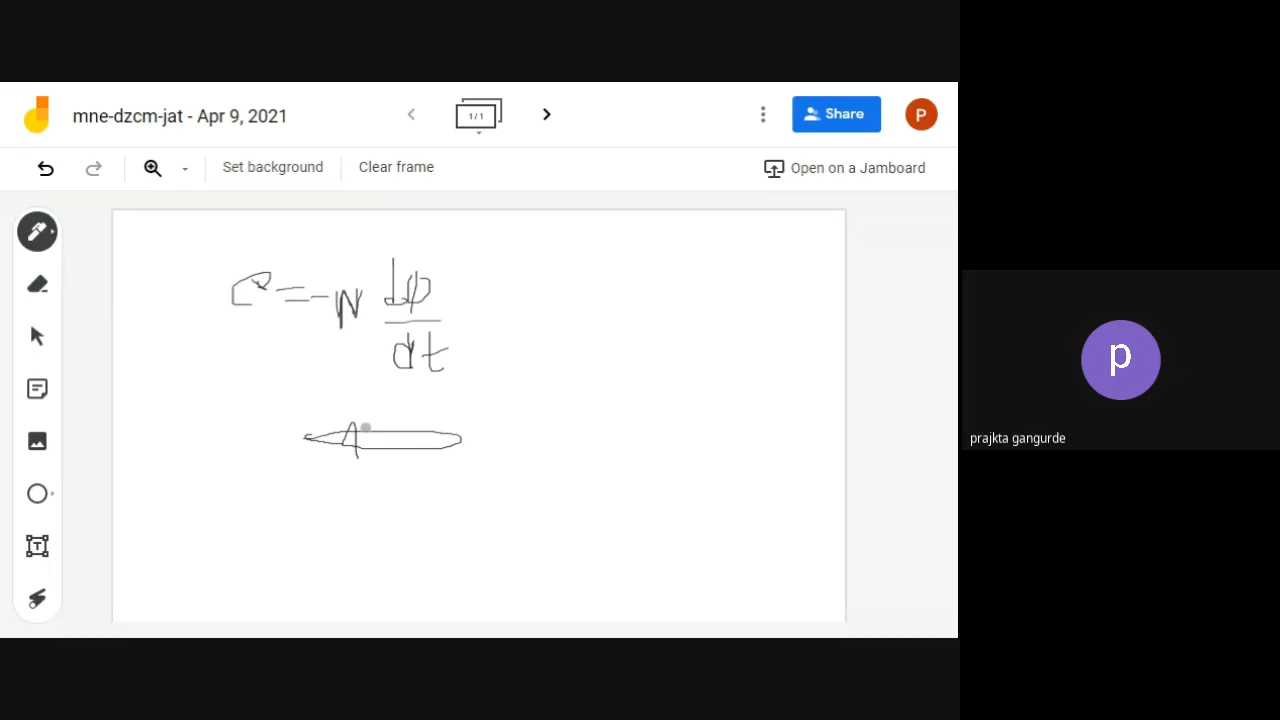 mne-dzcm-jat - Apr 9, 2021
1/1
Share
P
Set background
Clear frame
Open on a Jamboard
= - N dφ
dt
T
p
prajkta gangurde